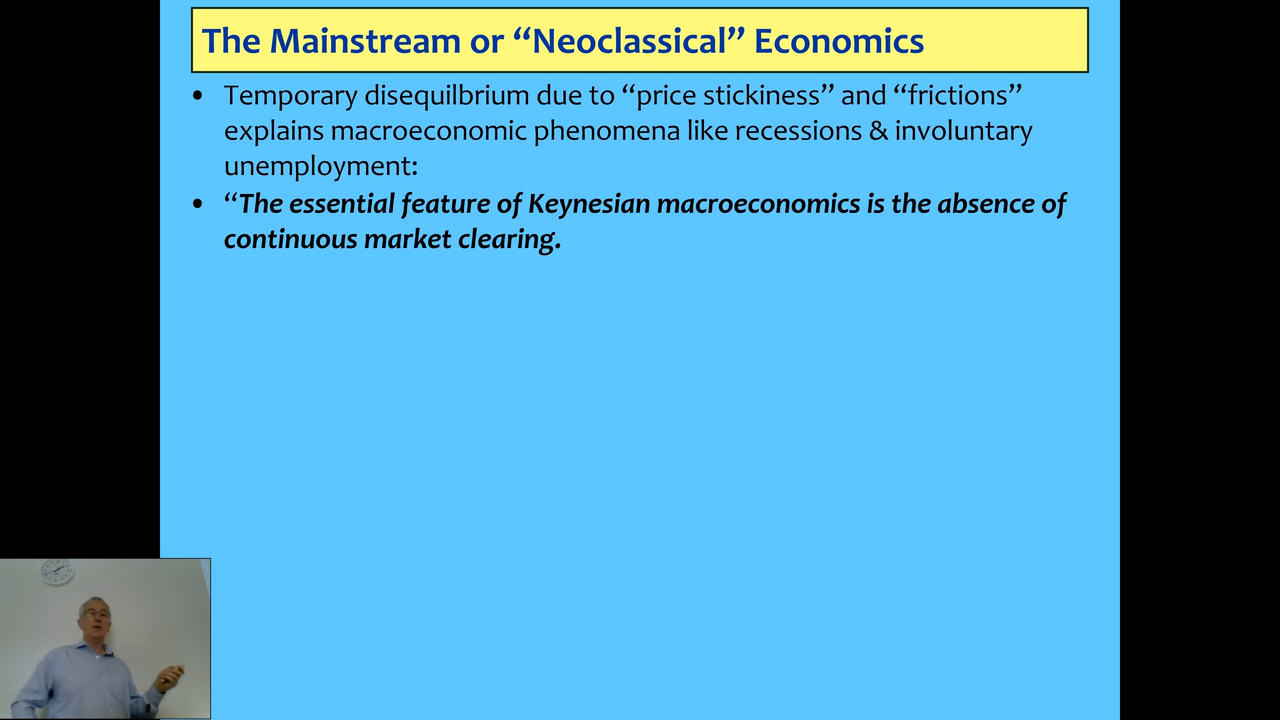 The Mainstream or “Neoclassical” Economics
• Temporary disequilbrium due to “price stickiness” and “frictions”
explains macroeconomic phenomena like recessions & involuntary
unemployment:
• “The essential feature of Keynesian macroeconomics is the absence of
continuous market clearing.